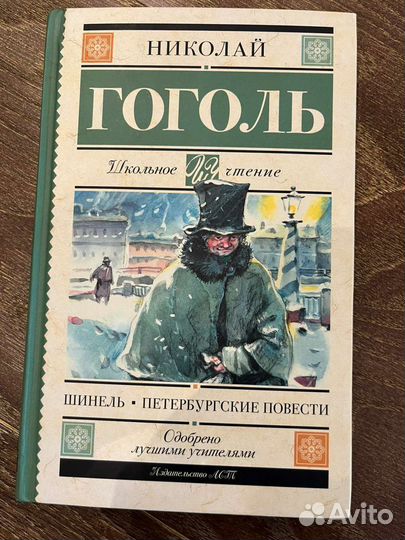 НИКОЛАЙ
ГОГОЛЬ
Школьное чтение
ШИНЕЛЬ • ПЕТЕРБУРГСКИЕ ПОВЕСТИ
Одобрено
лучшими учителями
Издательство АСТ
Avito